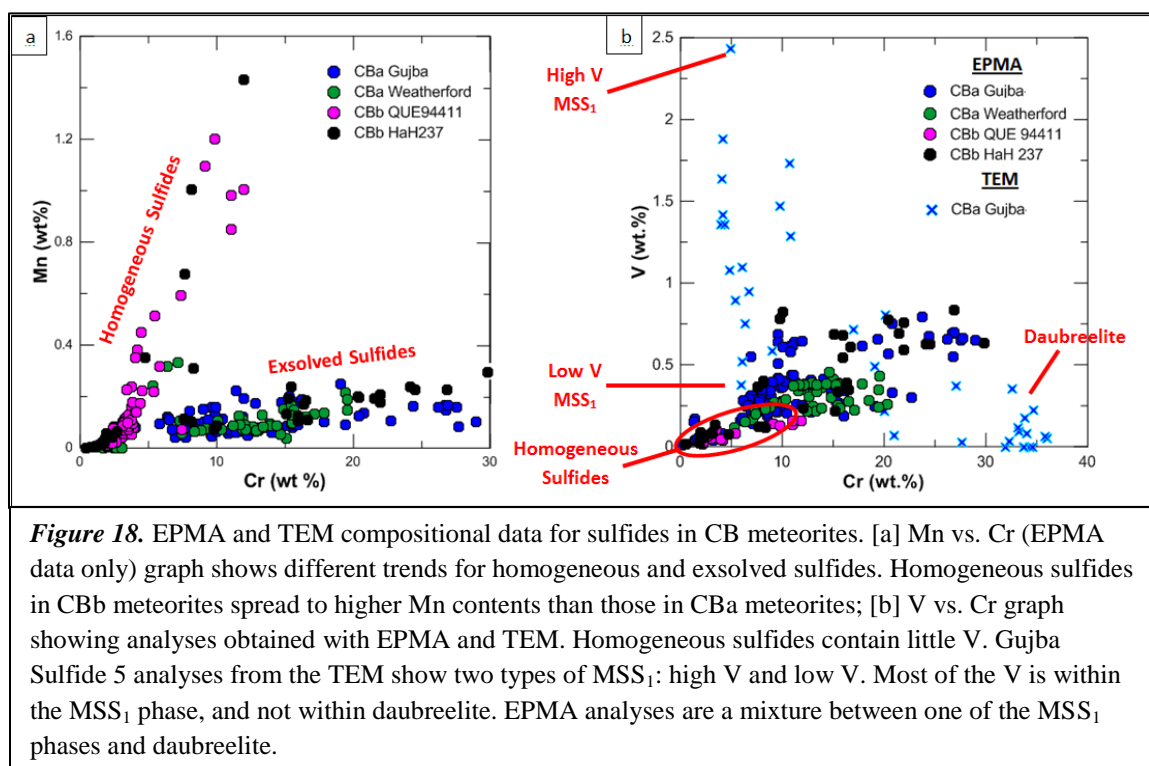 a
1.6
1.2
0.8
0.4
0
Mn (wt%)
0
10
20
30
Cr (wt %)
CBa Gujba
CBa Weatherford
CBb QUE94411
CBb HaH237
Homogeneous Sulfides
Exsolved Sulfides
b
2.5
2
1.5
1
0.5
0
V (wt.%)
0
10
20
30
40
Cr (wt.%)
High V
MSS₁
Low V
MSS₁
Homogeneous
Sulfides
EPMA
CBa Gujba
CBa Weatherford
CBb QUE 94411
CBb HaH 237
TEM
CBa Gujba
Daubreelite
Figure 18. EPMA and TEM compositional data for sulfides in CB meteorites. [a] Mn vs. Cr (EPMA
data only) graph shows different trends for homogeneous and exsolved sulfides. Homogeneous sulfides
in CBb meteorites spread to higher Mn contents than those in CBa meteorites; [b] V vs. Cr graph
showing analyses obtained with EPMA and TEM. Homogeneous sulfides contain little V. Gujba
Sulfide 5 analyses from the TEM show two types of MSS₁: high V and low V. Most of the V is within
the MSS₁ phase, and not within daubreelite. EPMA analyses are a mixture between one of the MSS₁
phases and daubreelite.